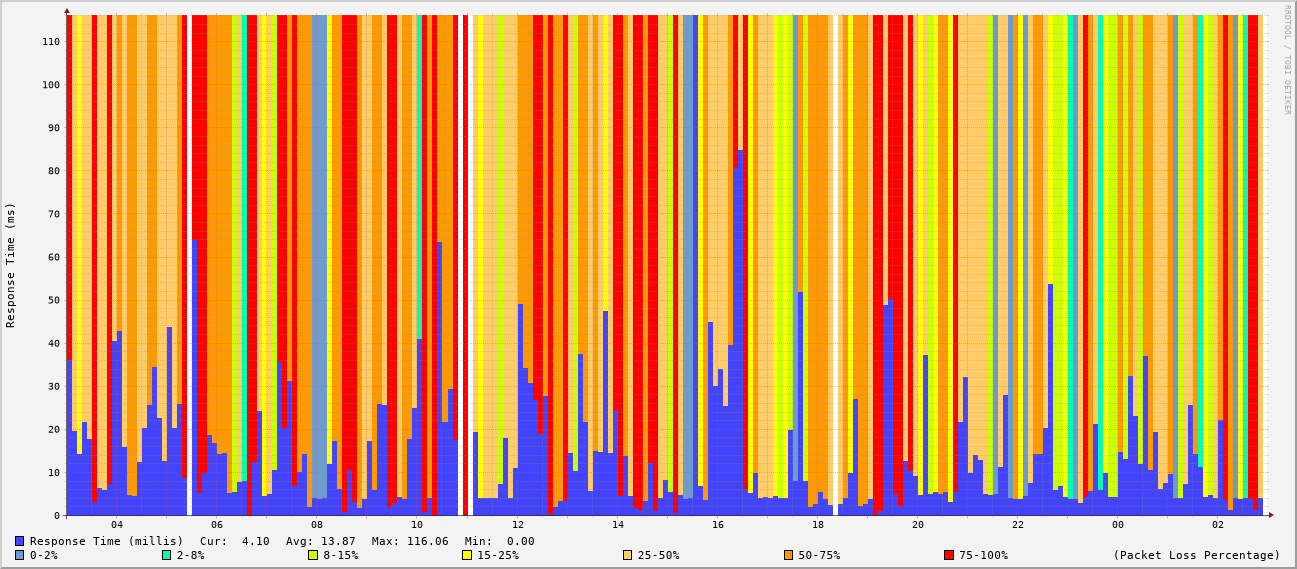 RRDTOOL / TOBI OETIKER
Response Time (ms)
110
100
90
80
70
60
50
40
30
20
10
0
04 06 08 10 12 14 16 18 20 22 00 02
Response Time (millis) Cur: 4.10 Avg: 13.87 Max: 116.06 Min: 0.00
0-2% 2-8% 8-15% 15-25% 25-50% 50-75% 75-100% (Packet Loss Percentage)